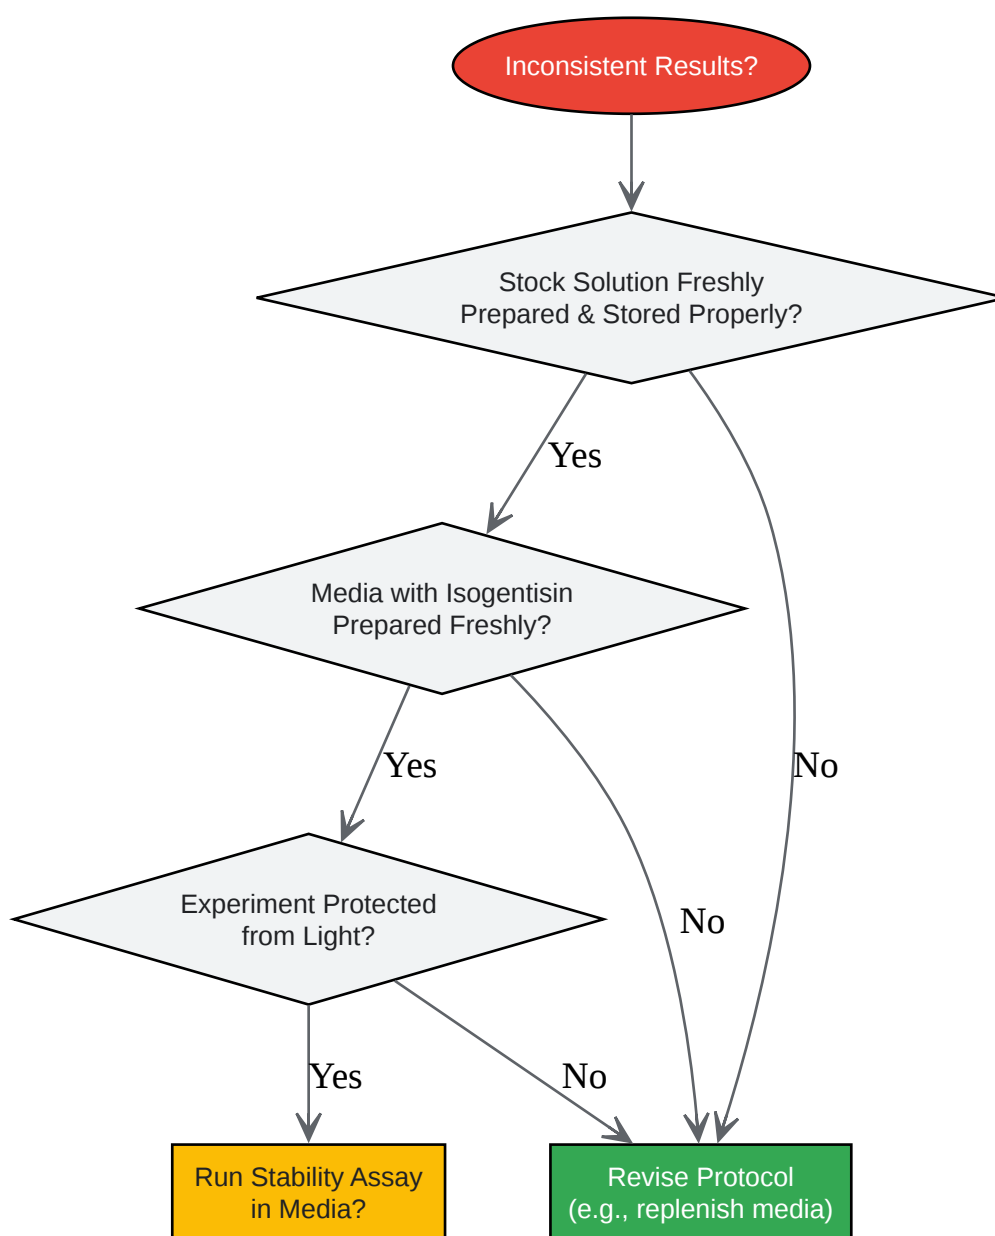 Inconsistent Results?
Stock Solution Freshly
Prepared & Stored Properly?
Yes
Media with Isogentisin
Prepared Freshly?
Yes
No
Experiment Protected
from Light?
No
Yes
No
Run Stability Assay
in Media?
Revise Protocol
(e.g., replenish media)